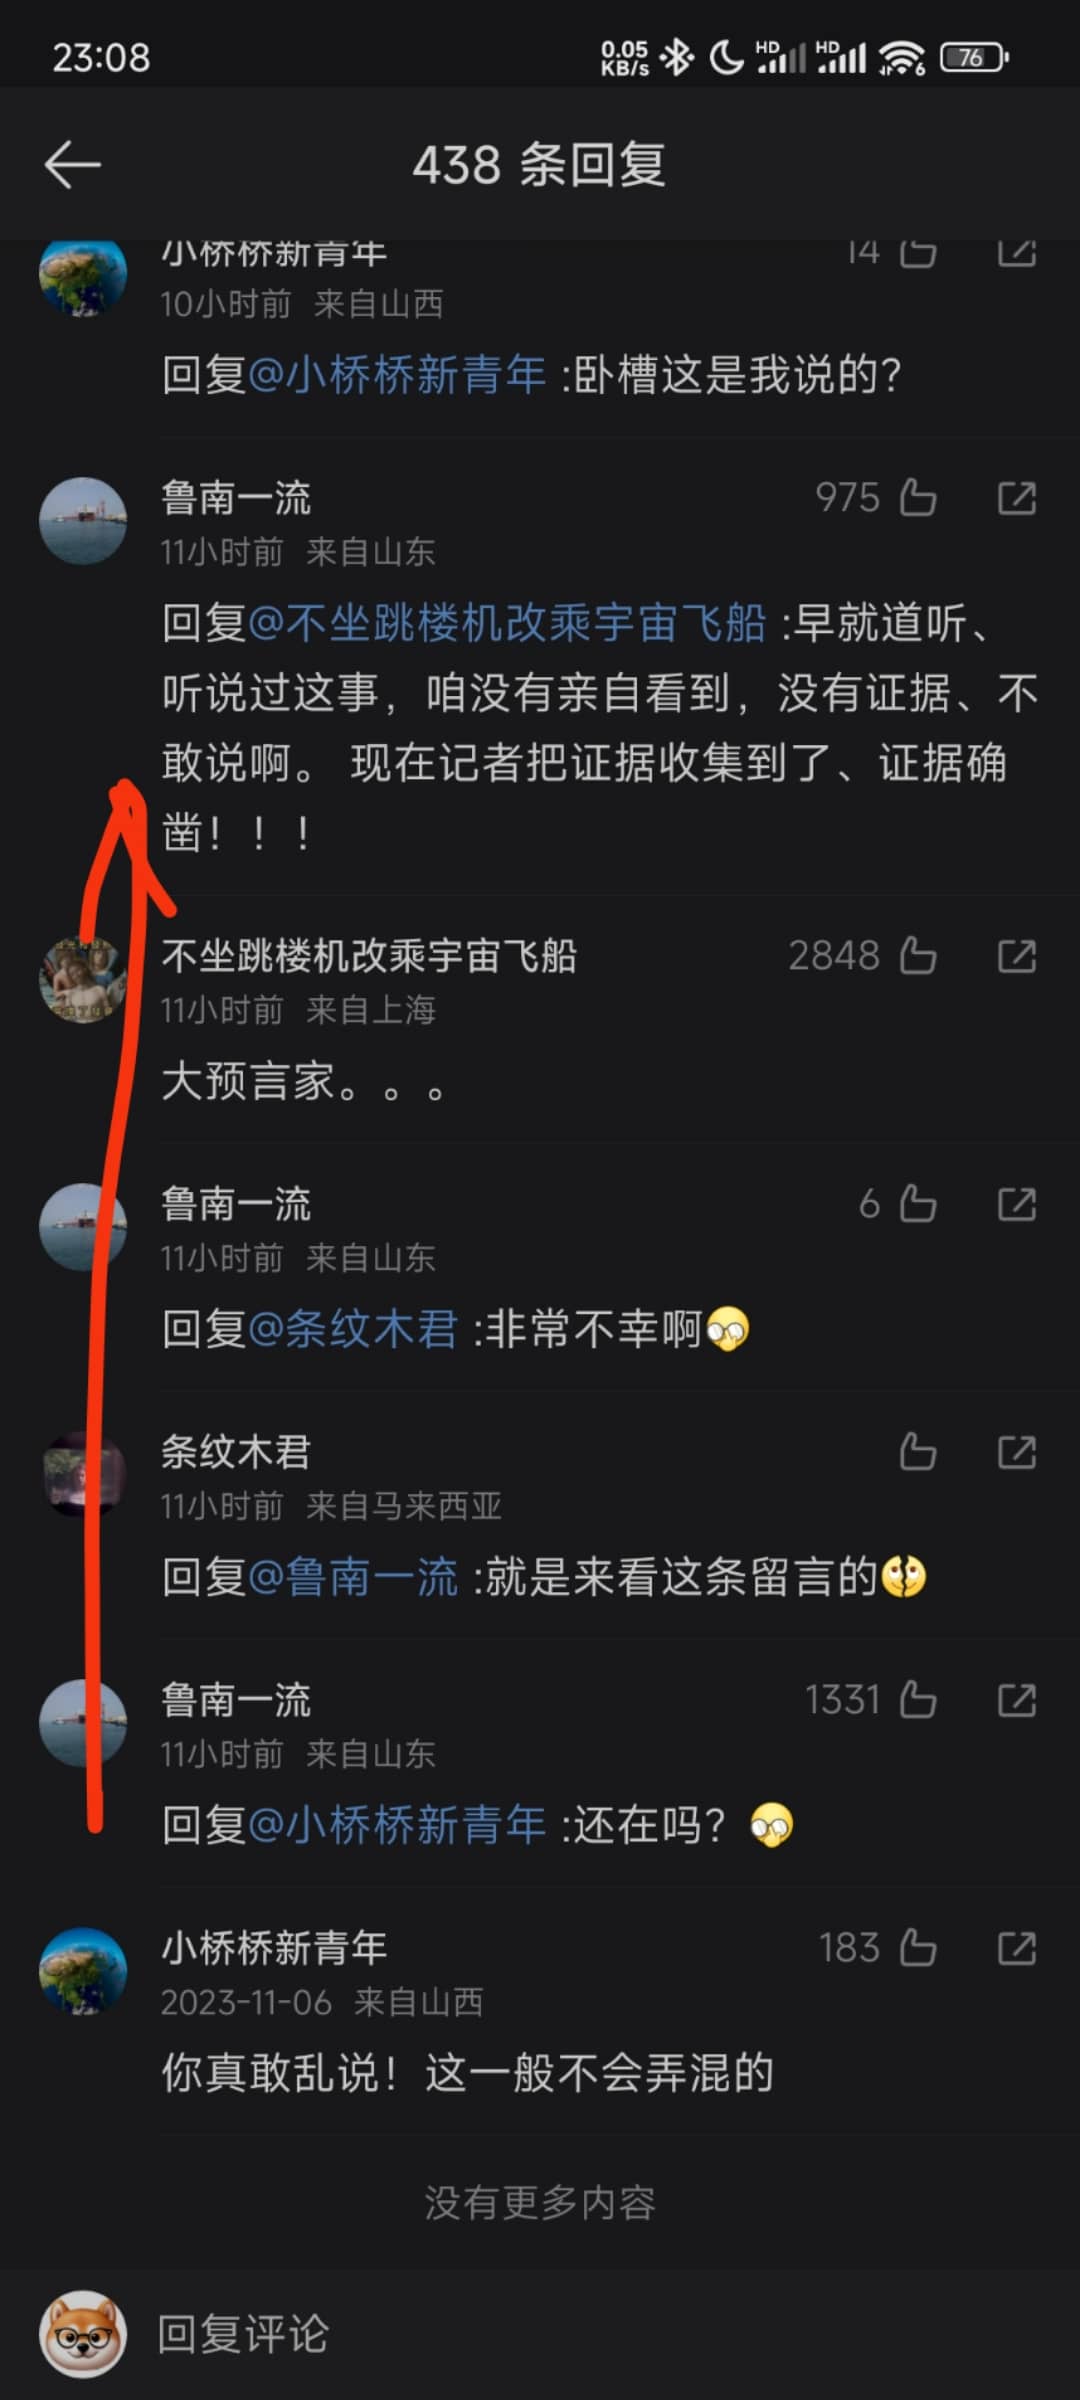 23:08
0.05
KB/s
HD
HD
6
76
438 条回复
小桥桥新青年
14
10小时前 来自山西
回复@小桥桥新青年 :卧槽这是我说的?
鲁南一流
975
11小时前 来自山东
回复@不坐跳楼机改乘宇宙飞船 :早就道听、
听说过这事，咱没有亲自看到，没有证据、不
敢说啊。 现在记者把证据收集到了、证据确
凿！！！
不坐跳楼机改乘宇宙飞船
2848
11小时前 来自上海
大预言家。。。
鲁南一流
6
11小时前 来自山东
回复@条纹木君 :非常不幸啊
条纹木君
11小时前 来自马来西亚
回复@鲁南一流 :就是来看这条留言的
鲁南一流
1331
11小时前 来自山东
回复@小桥桥新青年 :还在吗？
小桥桥新青年
183
2023-11-06 来自山西
你真敢乱说！这一般不会弄混的
没有更多内容
回复评论